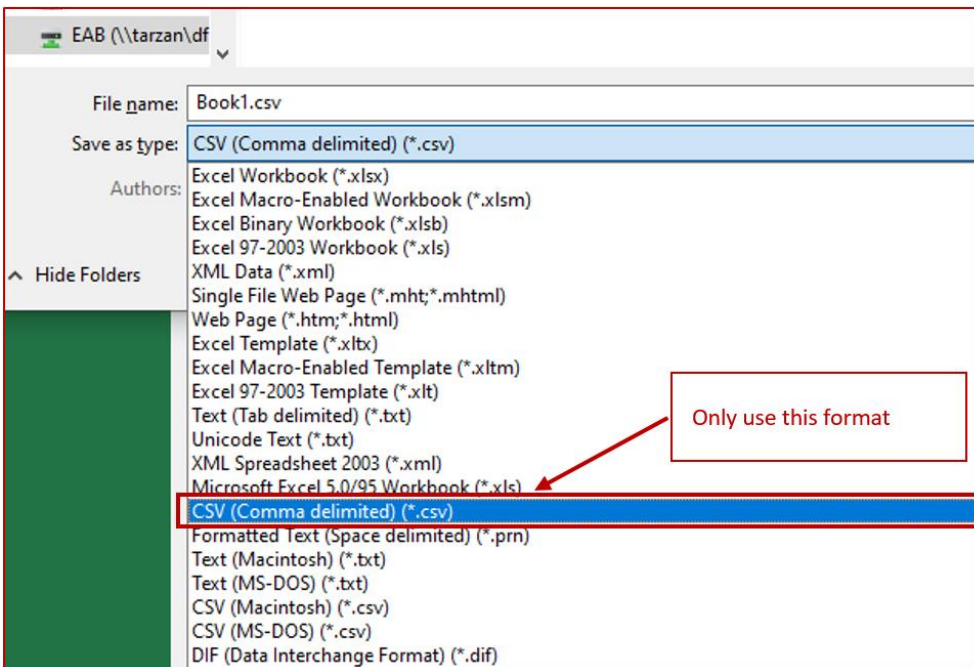 EAB (\\tarzan\df
File name: Book1.csv
Save as type: CSV (Comma delimited) (*.csv)
Authors:
Hide Folders
Excel Workbook (*.xlsx)
Excel Macro-Enabled Workbook (*.xlsm)
Excel Binary Workbook (*.xlsb)
Excel 97-2003 Workbook (*.xls)
XML Data (*.xml)
Single File Web Page (*.mht;*.mhtml)
Web Page (*.htm;*.html)
Excel Template (*.xltx)
Excel Macro-Enabled Template (*.xltm)
Excel 97-2003 Template (*.xlt)
Text (Tab delimited) (*.txt)
Unicode Text (*.txt)
XML Spreadsheet 2003 (*.xml)
Microsoft Excel 5.0/95 Workbook (*.xls)
CSV (Comma delimited) (*.csv)
Formatted Text (Space delimited) (*.prn)
Text (Macintosh) (*.txt)
Text (MS-DOS) (*.txt)
CSV (Macintosh) (*.csv)
CSV (MS-DOS) (*.csv)
DIF (Data Interchange Format) (*.dif)
Only use this format